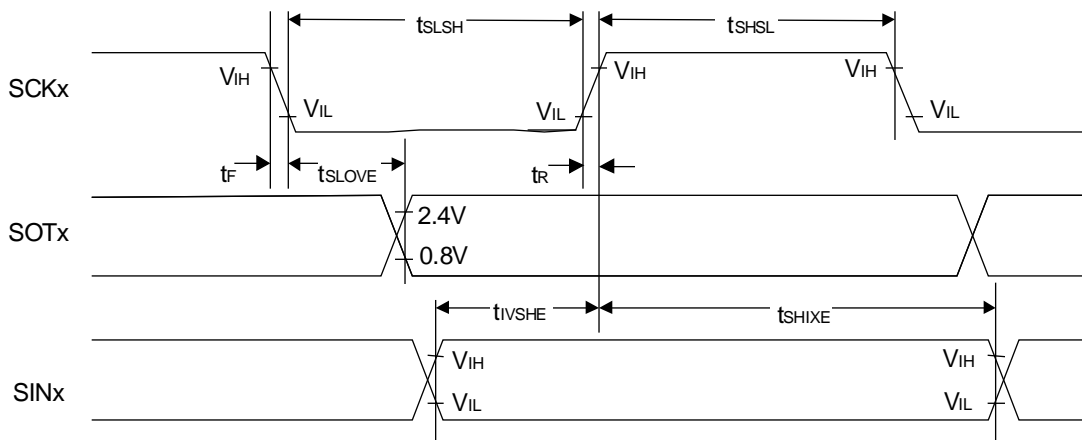 tSLSH tSHSL
SCKx VIH VIL VIL VIH VIH VIL
tF tSLOVE tR
SOTx 2.4V
0.8V
tIVSHE tSHIXE
SINx VIH VIH
VIL VIL